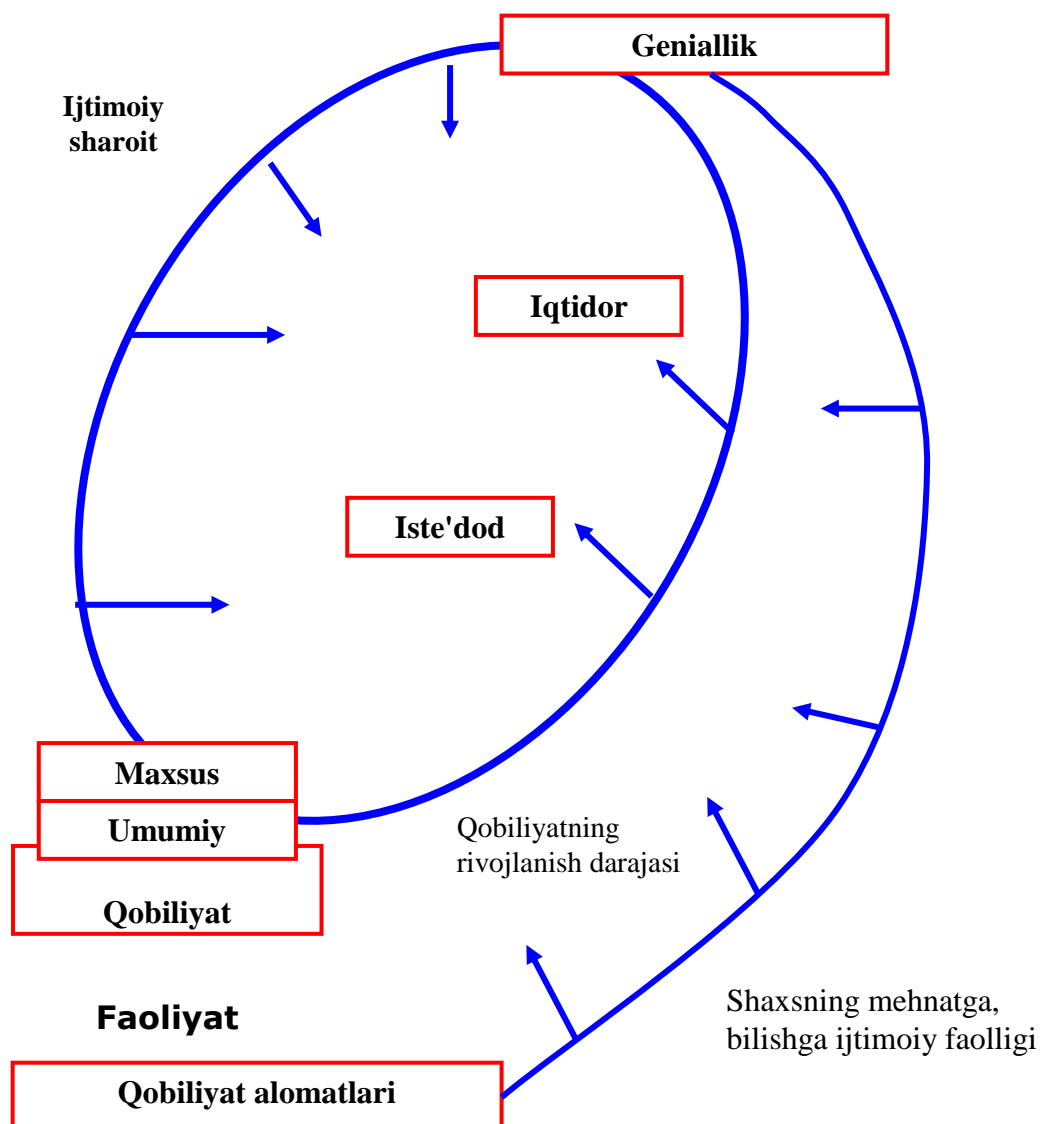 Geniallik
Ijtimoiy
sharoit
Iqtidor
Iste'dod
Maxsus
Umumiy
Qobiliyat
Qobiliyatning
rivojlanish darajasi
Faoliyat
Shaxsning mehnatga,
bilishga ijtimoiy faolligi
Qobiliyat alomatlari